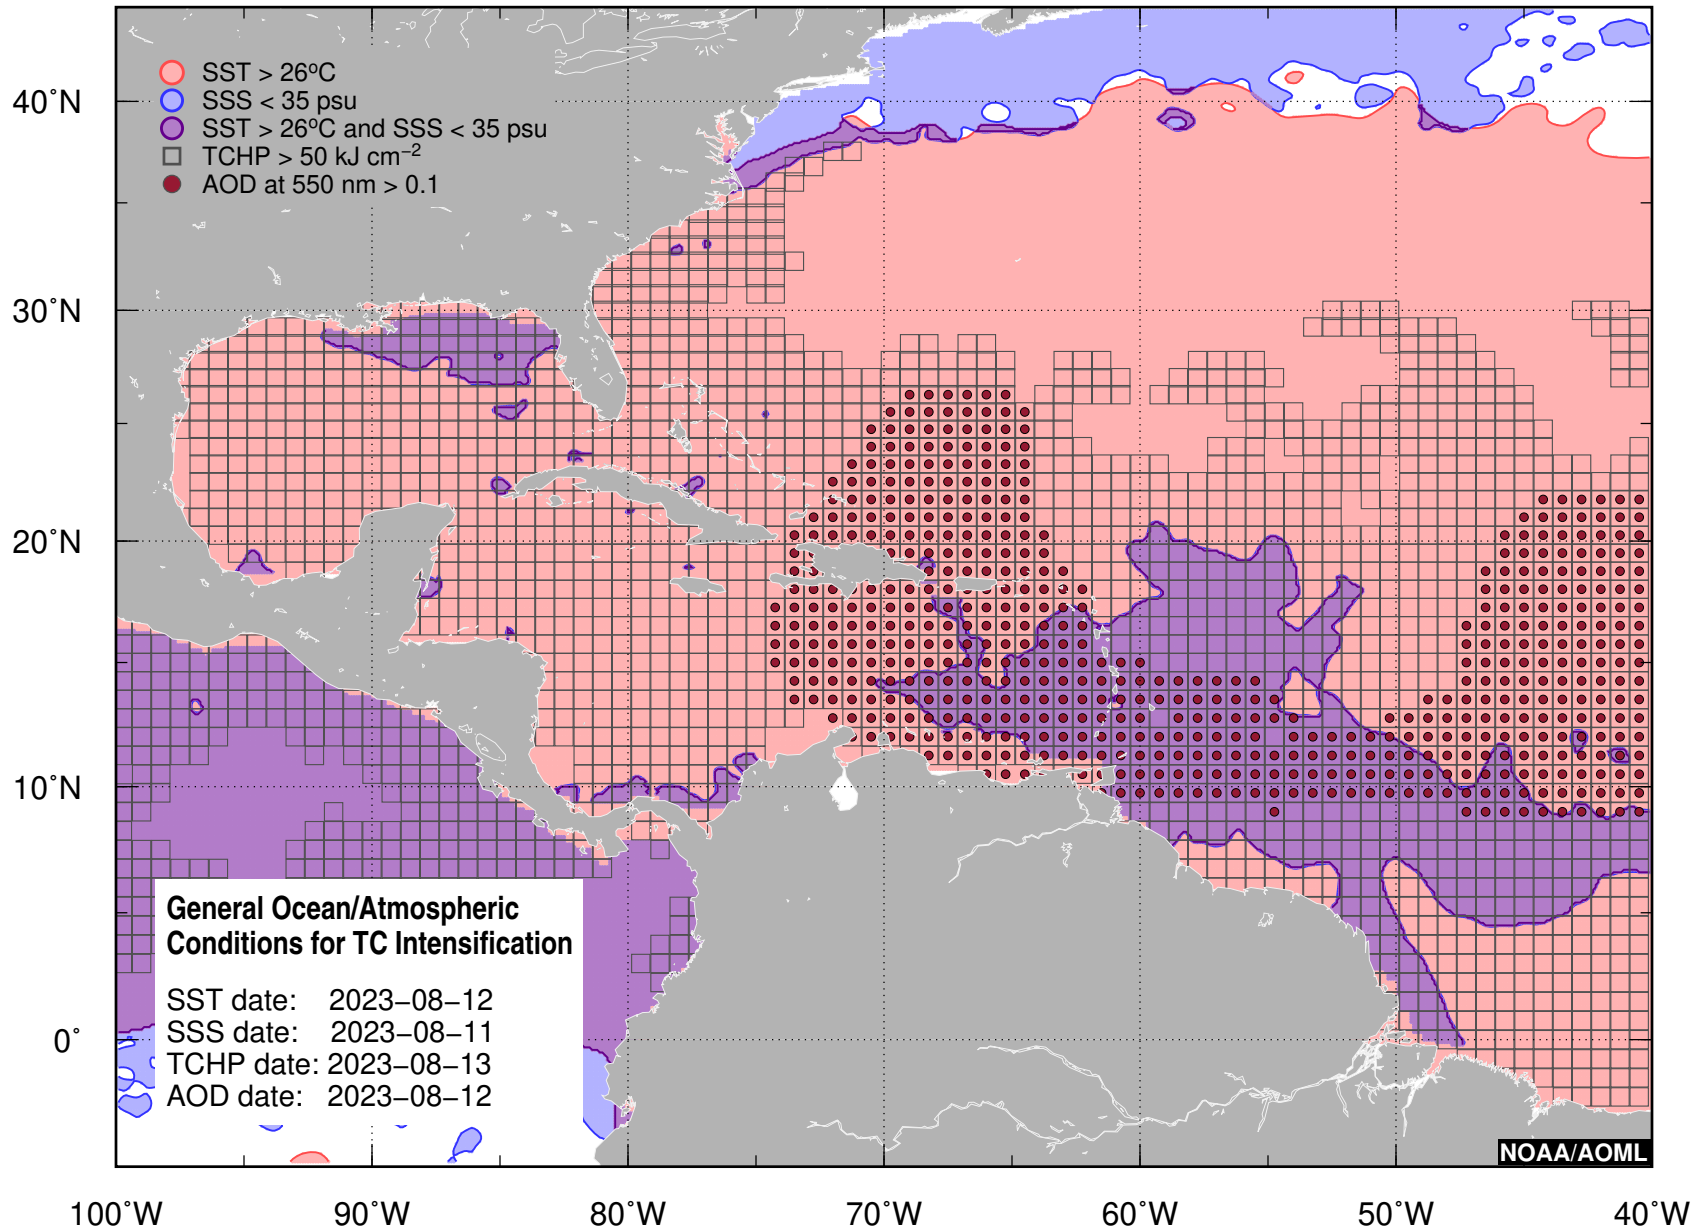 SST > 26°C
SSS < 35 psu
SST > 26°C and SSS < 35 psu
TCHP > 50 kJ cm⁻²
AOD at 550 nm > 0.1
40°N
30°N
20°N
10°N
0°
General Ocean/Atmospheric
Conditions for TC Intensification
SST date: 2023−08−12
SSS date: 2023−08−11
TCHP date: 2023−08−13
AOD date: 2023−08−12
NOAA/AOML
100°W 90°W 80°W 70°W 60°W 50°W 40°W